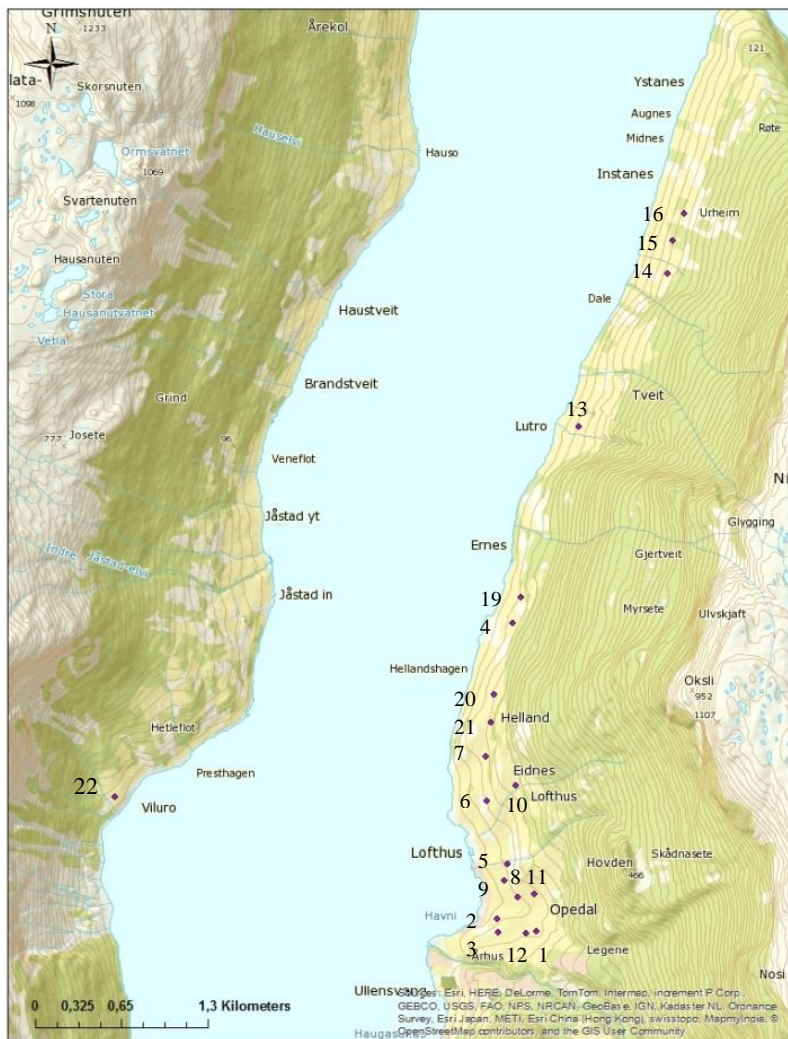 Grimsnuten
1233
Årekol
N
lata-
Skorsnuten
1098
Hauselvi
Ormsvatnet
1069
Hauso
Svartenuten
Hausanuten
Stora
Hausanutvatnet
Vetla
Haustveit
Brandstveit
Grind
777 Josete
96
Veneflot
Jåstad yt
Indre Jåstad-elvi
Jåstad in
Hetleflot
Presthagen
22
Viluro
121
Ystanes
Augnes
Røte
Midnes
Instanes
16
Urheim
15
14
Dale
Tveit
13
Lutro
Glygging
Ernes
Gjertveit
19
Myrsete
Ulvskjaft
4
Hellandshagen
Oksli
952
20
1107
Helland
21
7
Eidnes
6
10
Lofthus
Lofthus
5
Hovden
Skådnasete
466
8 11
9
Opedal
Havni
2
3
Århus
12
1
Legene
Nosi
0 0,325 0,65 1,3 Kilometers
Sources: Esri, HERE, DeLorme, TomTom, Intermap, increment P Corp.,
GEBCO, USGS, FAO, NPS, NRCAN, GeoBase, IGN, Kadaster NL, Ordnance
Survey, Esri Japan, METI, Esri China (Hong Kong), swisstopo, MapmyIndia, ©
OpenStreetMap contributors, and the GIS User Community